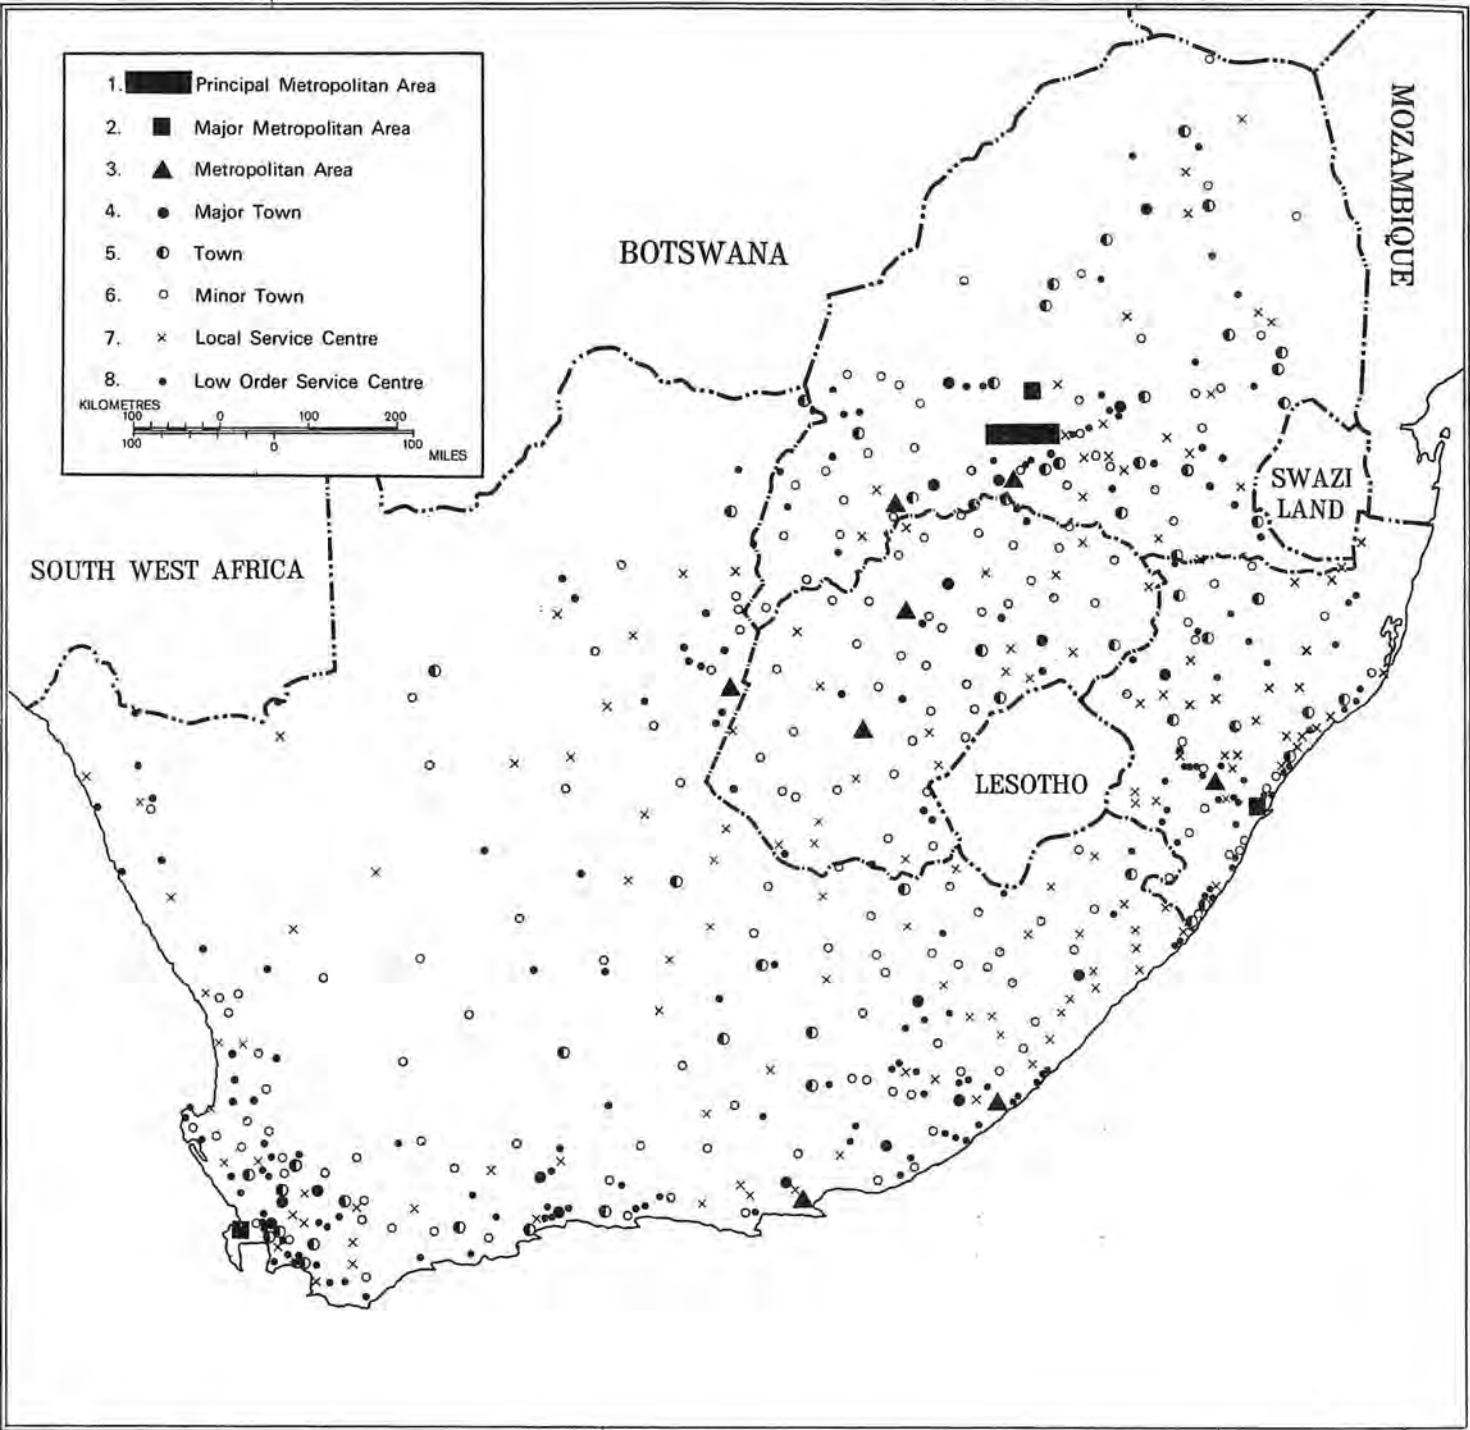 1. Principal Metropolitan Area
2. Major Metropolitan Area
3. Metropolitan Area
4. Major Town
5. Town
6. Minor Town
7. Local Service Centre
8. Low Order Service Centre
KILOMETRES
100 0 100 200
100 0 100
MILES
BOTSWANA
MOZAMBIQUE
SWAZI
LAND
SOUTH WEST AFRICA
LESOTHO